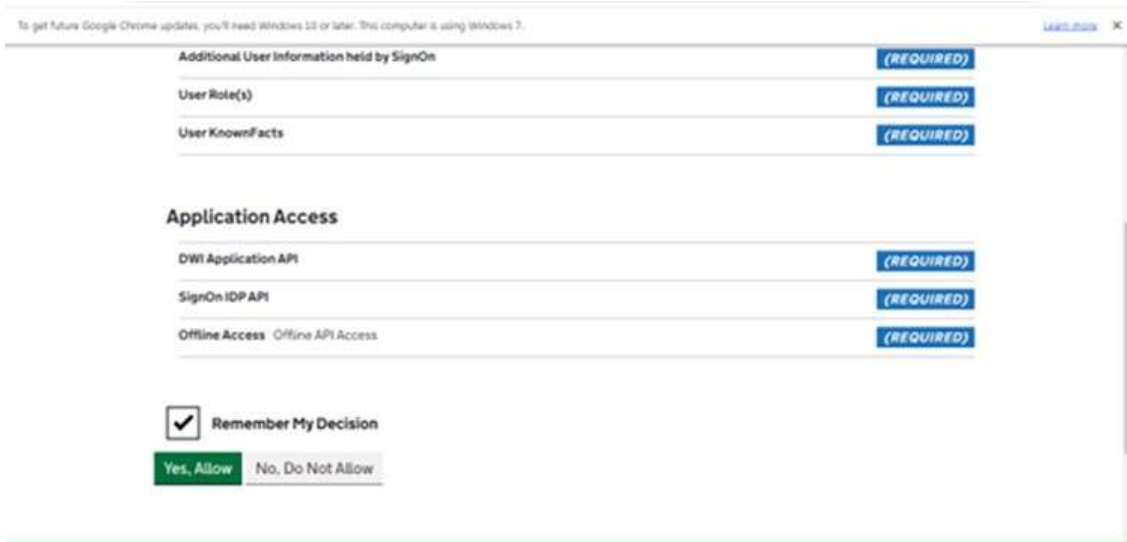 To get future Google Chrome updates, you'll need Windows 10 or later. This computer is using Windows 7. Learn more
Additional User Information held by SignOn (REQUIRED)
User Role(s) (REQUIRED)
User KnownFacts (REQUIRED)
Application Access
DWI Application API (REQUIRED)
SignOn IDP API (REQUIRED)
Offline Access Offline API Access (REQUIRED)
Remember My Decision
Yes, Allow No, Do Not Allow